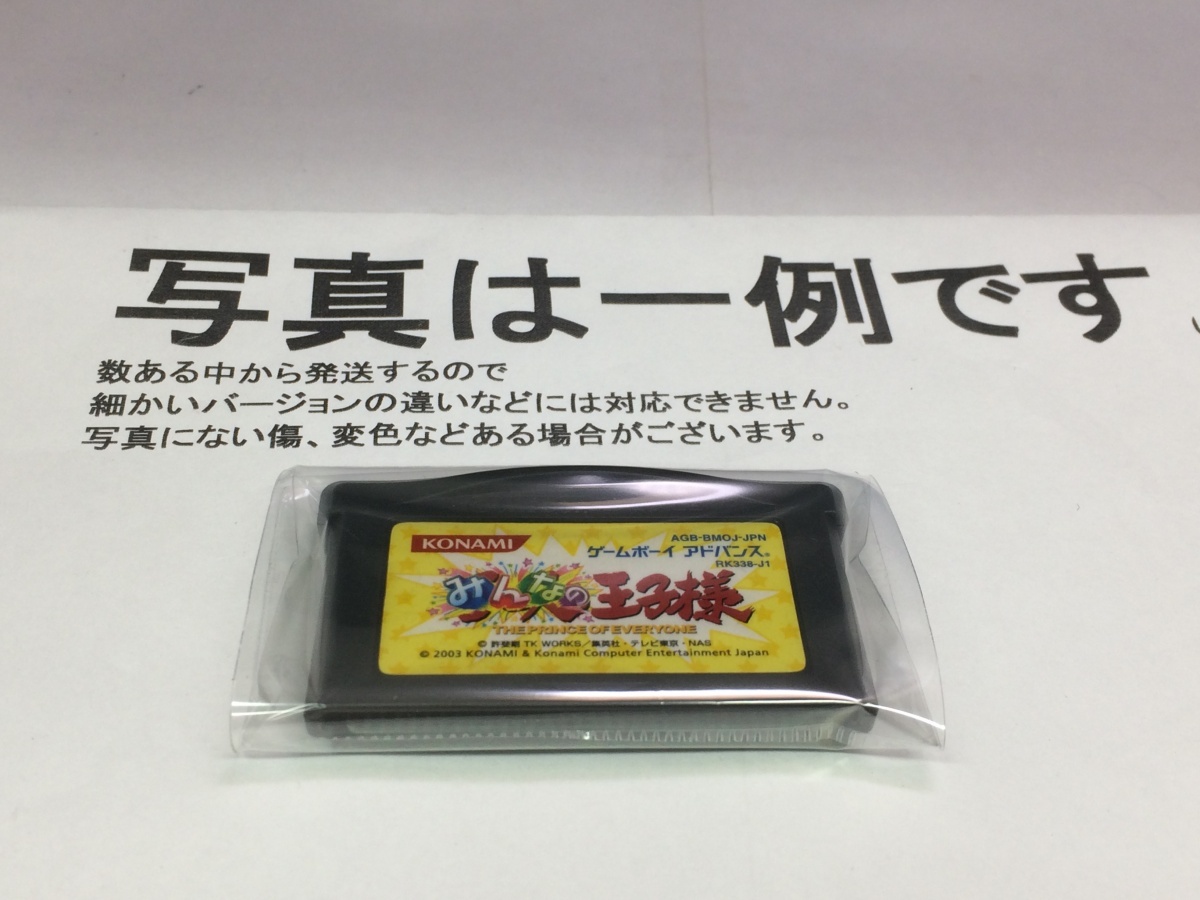 写真は一例です
数ある中から発送するので
細かいバージョンの違いなどには対応できません。
写真にない傷、変色などある場合がございます。
KONAMI
AGB-BMOJ-JPN
ゲームボーイ アドバンス®
RK338-J1
みんなの王子様
THE PRINCE OF EVERYONE
© 許斐剛 TK WORKS/集英社・テレビ東京・NAS
© 2003 KONAMI & Konami Computer Entertainment Japan